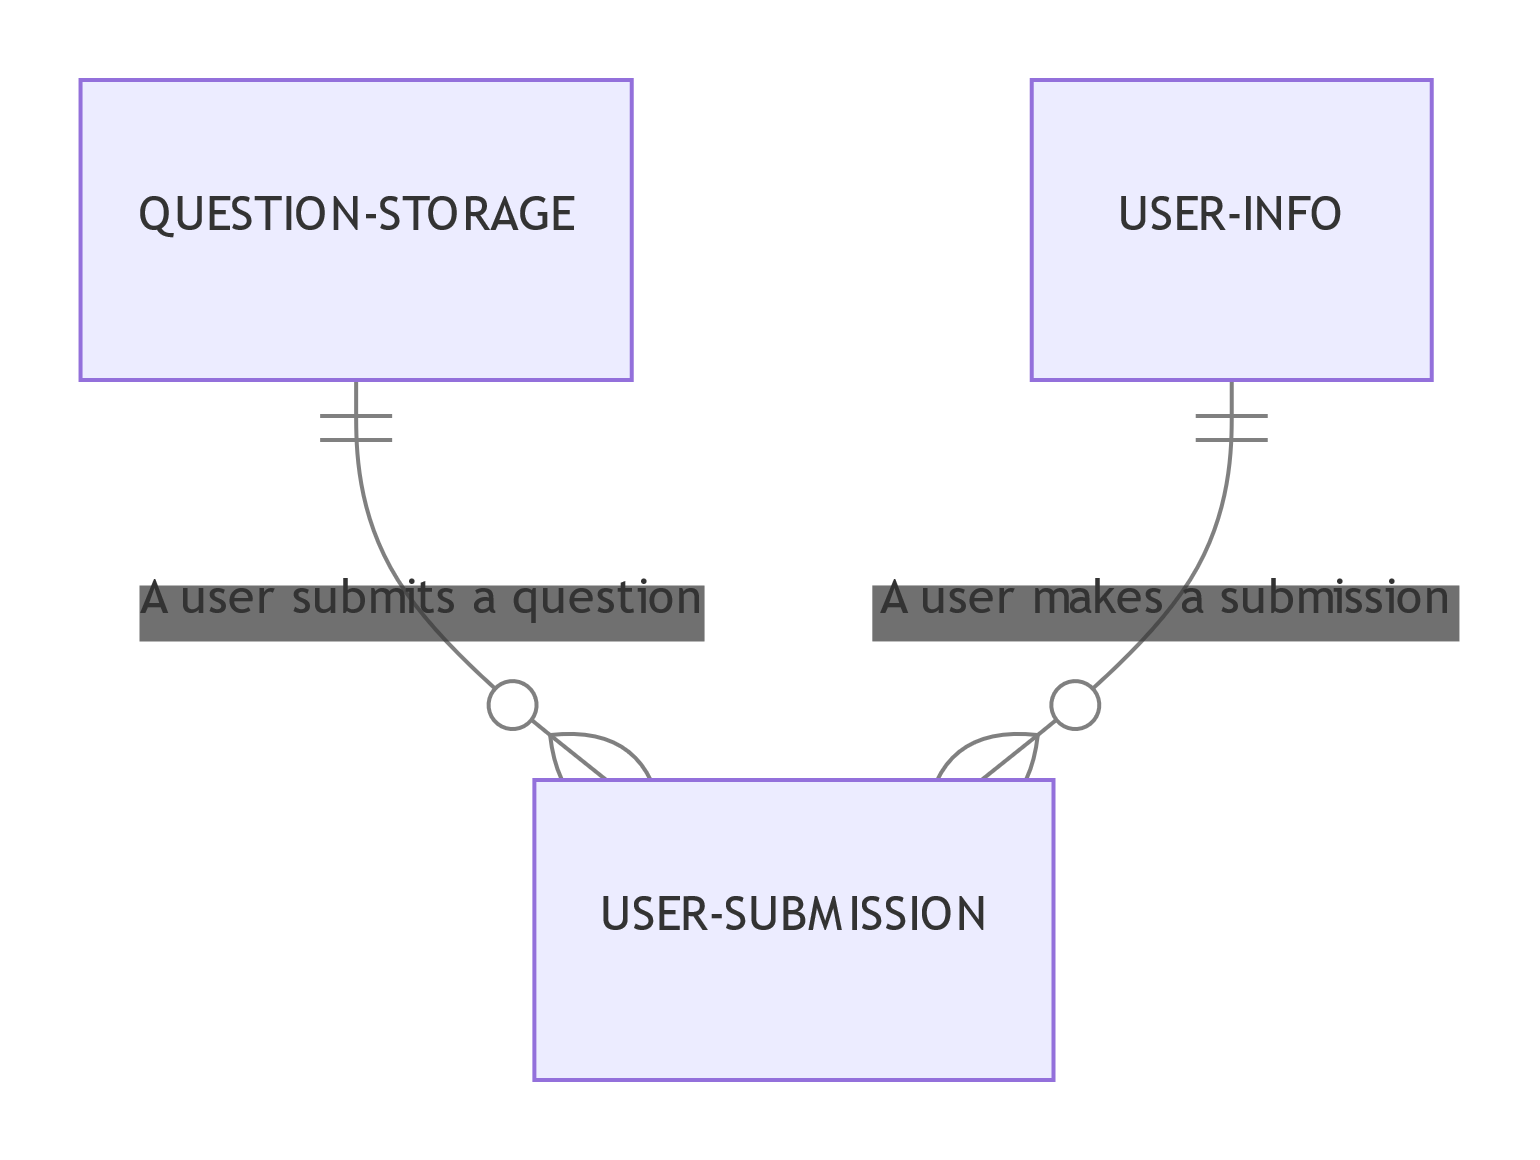 QUESTION-STORAGE
USER-INFO
A user submits a question
A user makes a submission
USER-SUBMISSION